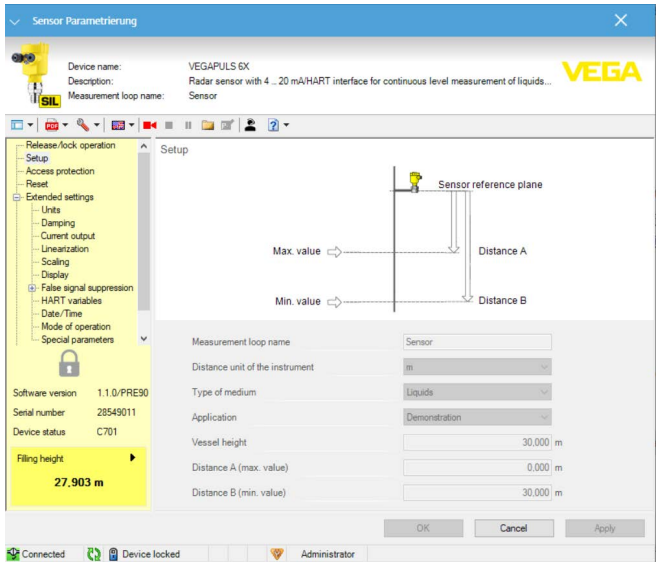 Sensor Parametrierung
Device name: VEGAPULS 6X
Description: Radar sensor with 4 .. 20 mA/HART interface for continuous level measurement of liquids...
Measurement loop name: Sensor
SIL
VEGA
PDF
?
Release/lock operation
Setup
Access protection
Reset
Extended settings
Units
Damping
Current output
Linearization
Scaling
Display
False signal suppression
HART variables
Date/Time
Mode of operation
Special parameters
Software version 1.1.0/PRE90
Serial number 28549011
Device status C701
Filling height
27,903 m
Setup
Sensor reference plane
Max. value
Distance A
Min. value
Distance B
Measurement loop name Sensor
Distance unit of the instrument m
Type of medium Liquids
Application Demonstration
Vessel height 30,000 m
Distance A (max. value) 0,000 m
Distance B (min. value) 30,000 m
OK Cancel Apply
Connected Device locked Administrator